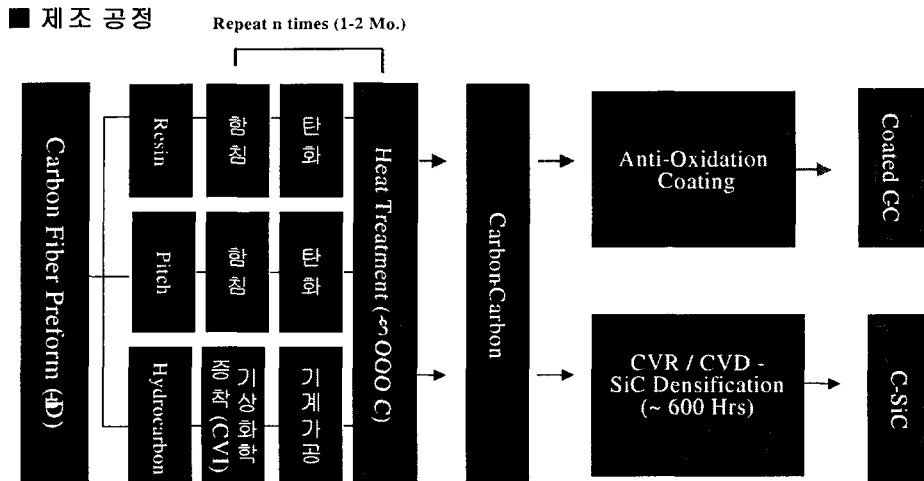 ■ 제조 공정
Repeat n times (1-2 Mo.)
Carbon Fiber Preform
Resin
함침
탄화
Pitch
함침
탄화
Hydrocarbon
기상화학
증착(CVI)
기계가공
Heat Treatment
Carbon-Carbon
Anti-Oxidation
Coating
Coated
CVR / CVD -
SiC Densification
(~ 600 Hrs)
C-SiC